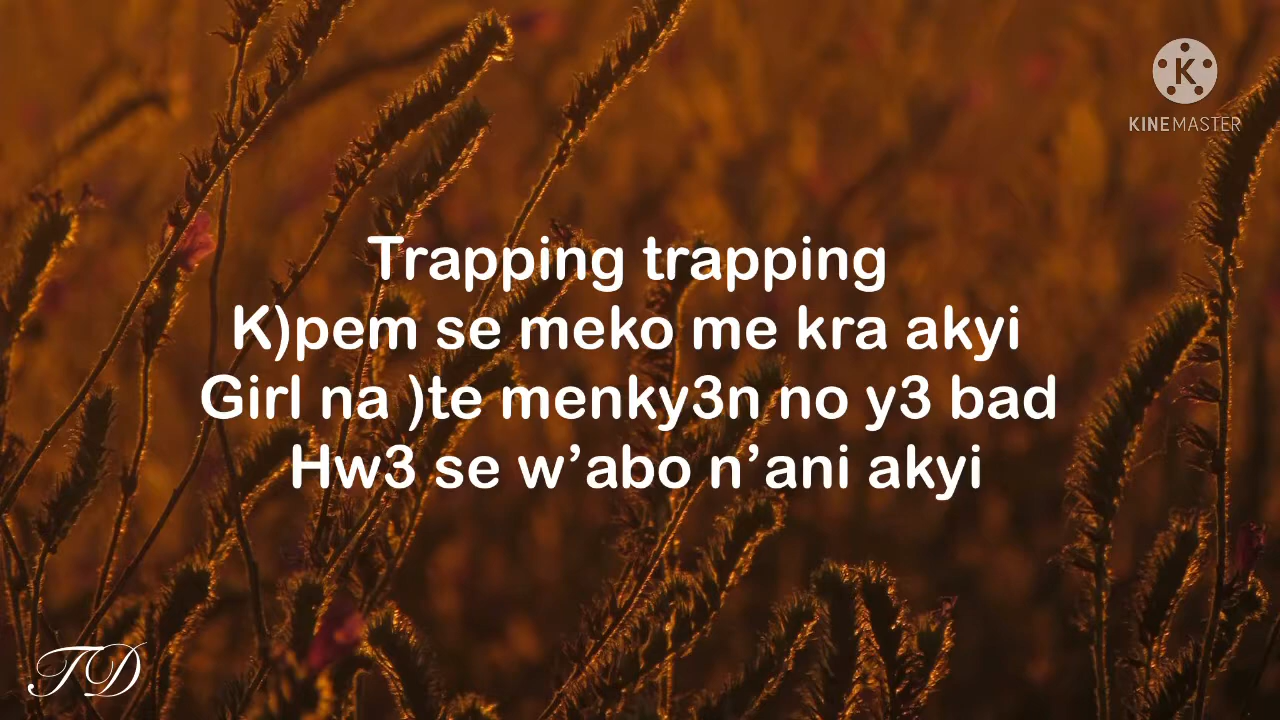 KINEMASTER
Trapping trapping
K)pem se meko me kra akyi
Girl na )te menky3n no y3 bad
Hw3 se w’abo n’ani akyi
TD